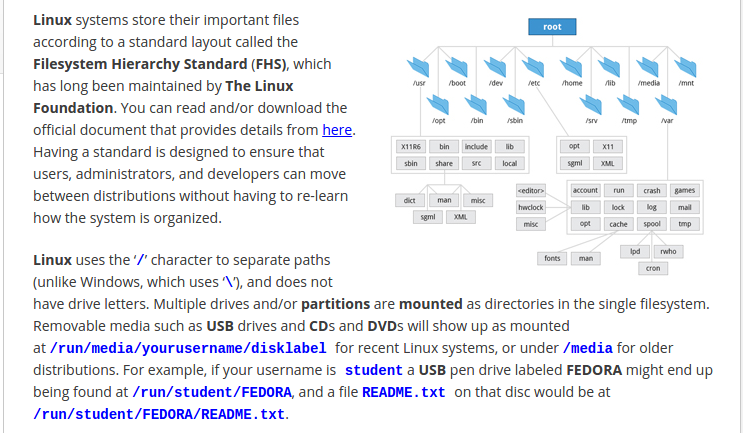 Linux systems store their important files
according to a standard layout called the
Filesystem Hierarchy Standard (FHS), which
has long been maintained by The Linux
Foundation. You can read and/or download the
official document that provides details from here.
Having a standard is designed to ensure that
users, administrators, and developers can move
between distributions without having to re-learn
how the system is organized.
root
/usr /boot /dev /etc /home /lib /media /mnt
/opt /bin /sbin /srv /tmp /var
X11R6 bin include lib
sbin share src local
opt X11
sgml XML
dict man misc
sgml XML
<editor>
hwclock
misc
account run crash games
lib lock log mail
opt cache spool tmp
fonts man
lpd rwho
cron
Linux uses the ‘/’ character to separate paths
(unlike Windows, which uses ‘\’), and does not
have drive letters. Multiple drives and/or partitions are mounted as directories in the single filesystem.
Removable media such as USB drives and CDs and DVDs will show up as mounted
at /run/media/yourusername/disklabel for recent Linux systems, or under /media for older
distributions. For example, if your username is student a USB pen drive labeled FEDORA might end up
being found at /run/student/FEDORA, and a file README.txt on that disc would be at
/run/student/FEDORA/README.txt.